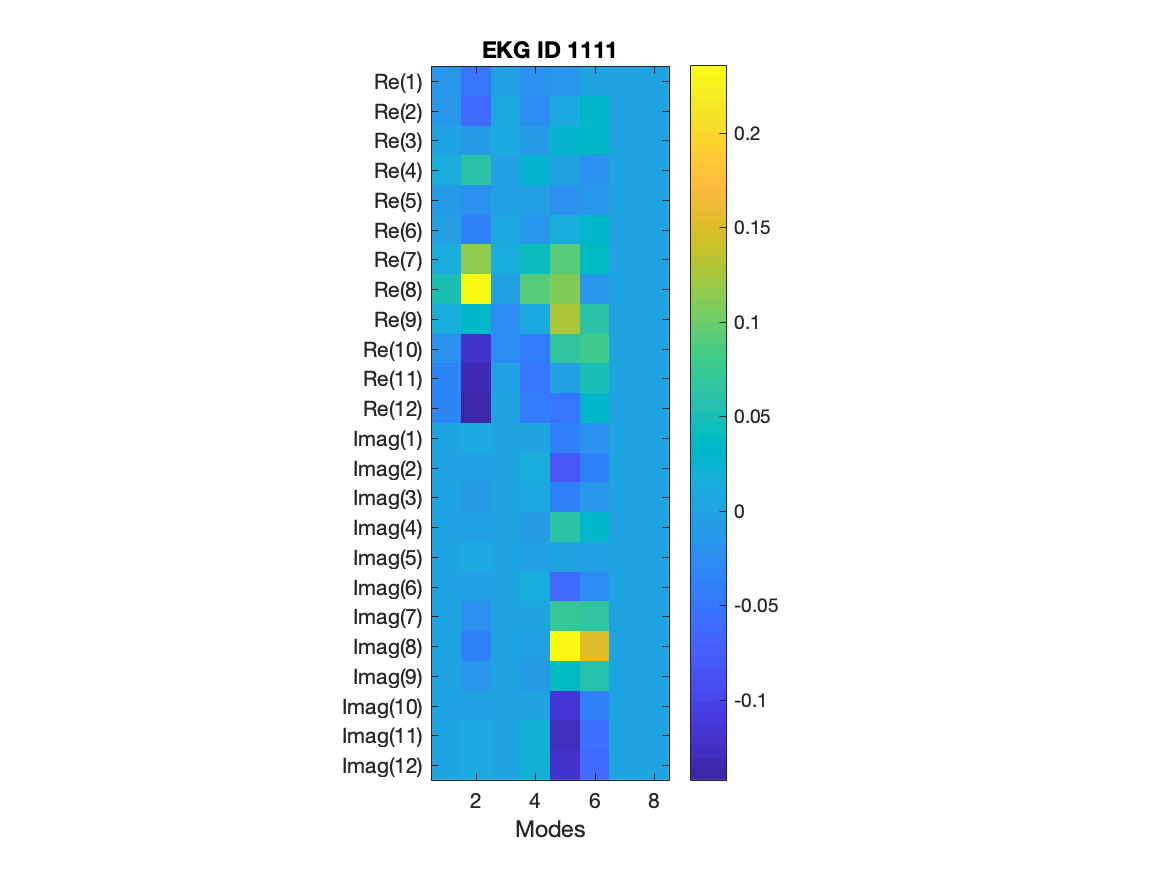 EKG ID 1111
Re(1)
Re(2)
Re(3)
Re(4)
Re(5)
Re(6)
Re(7)
Re(8)
Re(9)
Re(10)
Re(11)
Re(12)
Imag(1)
Imag(2)
Imag(3)
Imag(4)
Imag(5)
Imag(6)
Imag(7)
Imag(8)
Imag(9)
Imag(10)
Imag(11)
Imag(12)
2 4 6 8
Modes
0.2
0.15
0.1
0.05
0
-0.05
-0.1